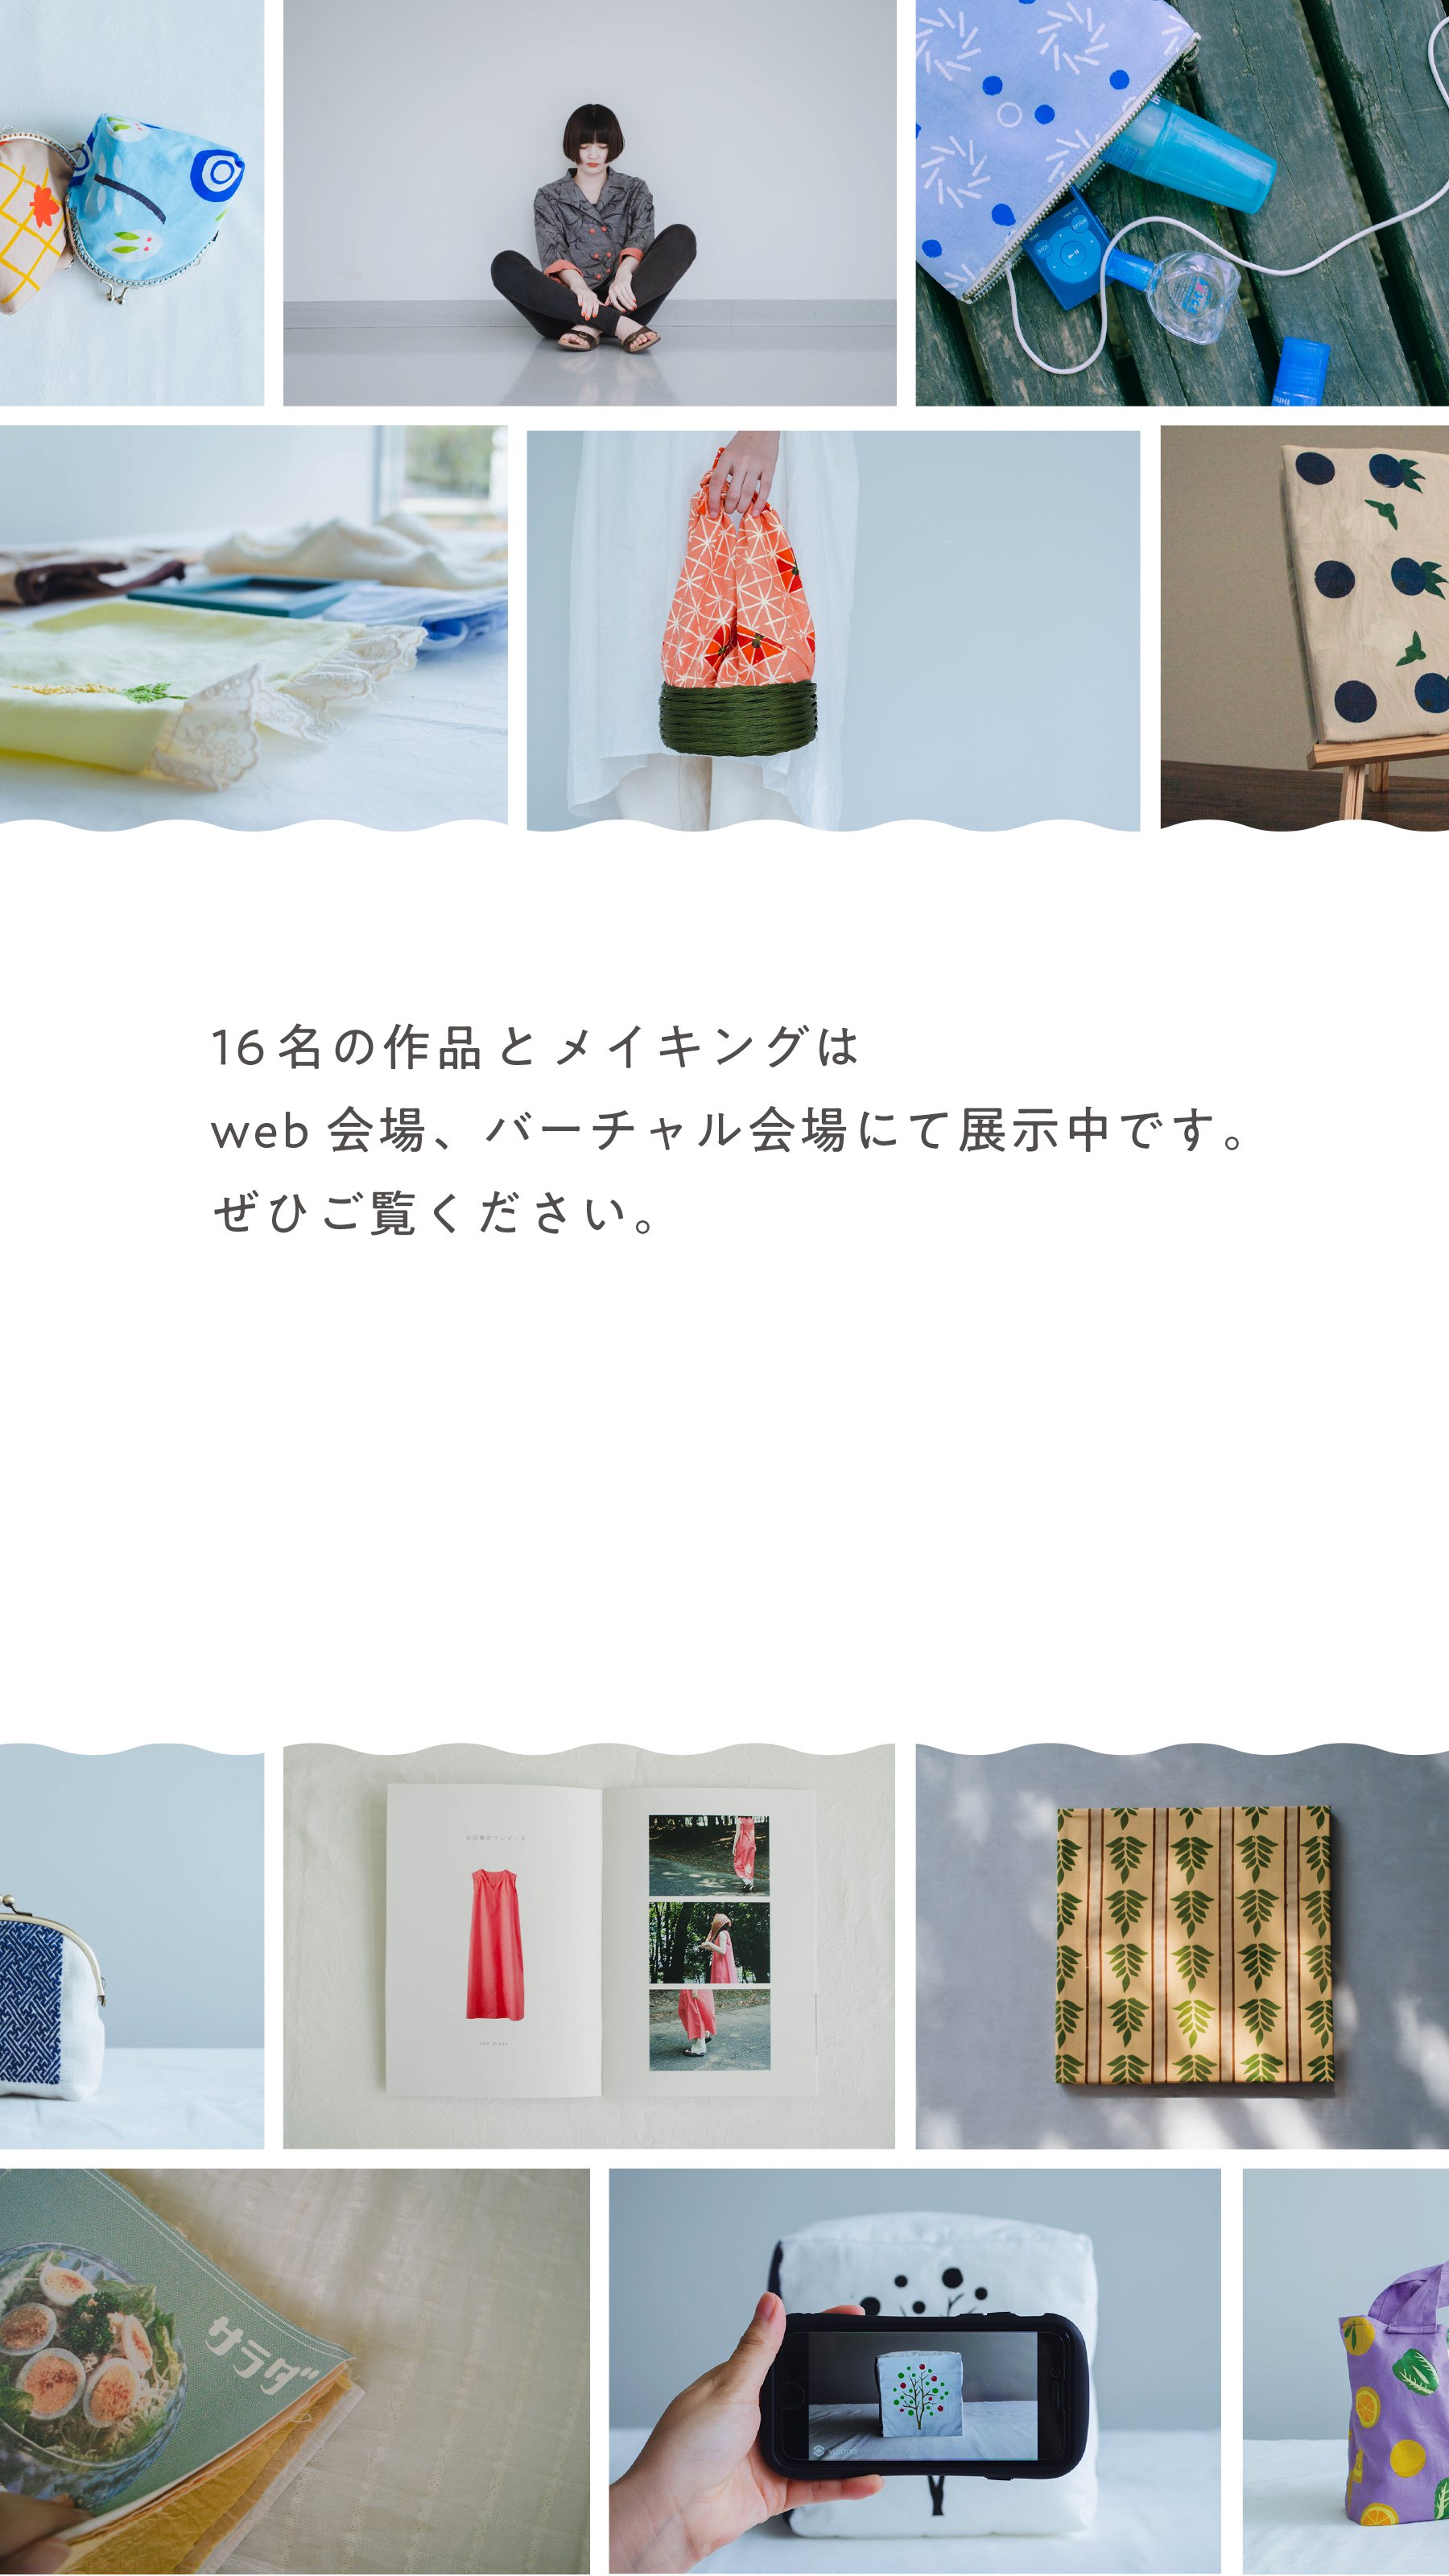 16名の作品とメイキングは
web会場、バーチャル会場にて展示中です。
ぜひご覧ください。
サラダ